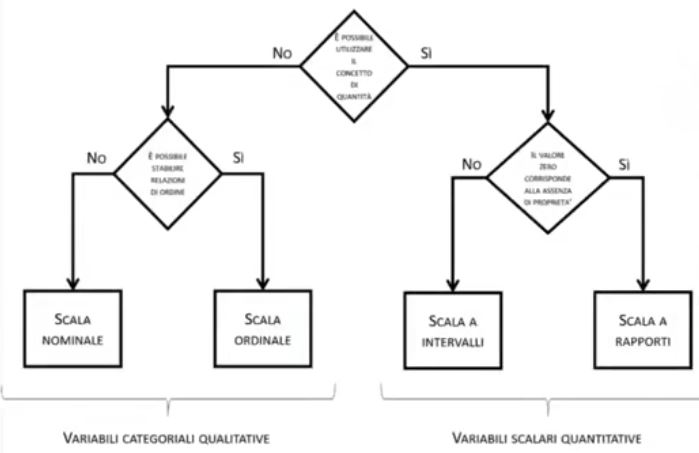 È POSSIBILE
UTILIZZARE
IL
CONCETTO
DI
QUANTITÀ
No
Sì
È POSSIBILE
STABILIRE
RELAZIONI
DI ORDINE
No
Sì
IL VALORE
ZERO
CORRISPONDE
ALLA ASSENZA
DI PROPRIETA'
No
Sì
SCALA
NOMINALE
SCALA
ORDINALE
SCALA A
INTERVALLI
SCALA A
RAPPORTI
VARIABILI CATEGORIALI QUALITATIVE
VARIABILI SCALARI QUANTITATIVE